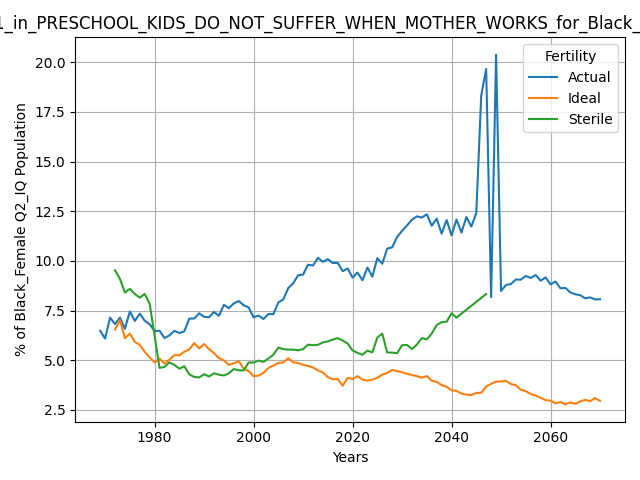 1_in_PRESCHOOL_KIDS_DO_NOT_SUFFER_WHEN_MOTHER_WORKS_for_Black_
Fertility
Actual
Ideal
Sterile
% of Black_Female Q2_IQ Population
20.0
17.5
15.0
12.5
10.0
7.5
5.0
2.5
1980
2000
2020
2040
2060
Years